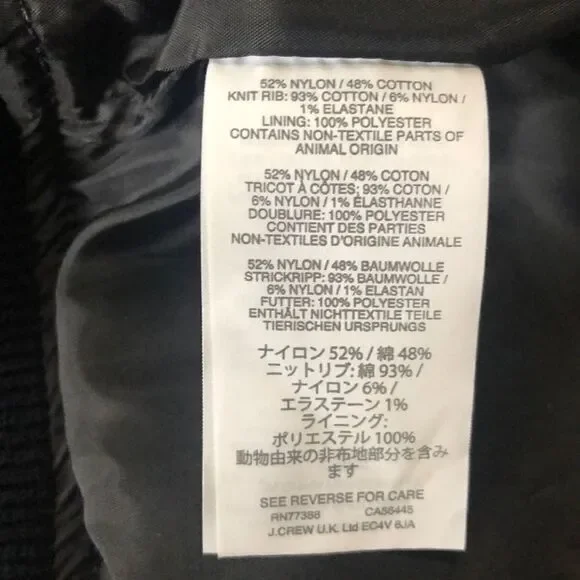 52% NYLON / 48% COTTON
KNIT RIB: 93% COTTON / 6% NYLON /
1% ELASTANE
LINING: 100% POLYESTER
CONTAINS NON-TEXTILE PARTS OF
ANIMAL ORIGIN
52% NYLON / 48% COTON
TRICOT À CÔTES: 93% COTON /
6% NYLON / 1% ÉLASTHANNE
DOUBLURE: 100% POLYESTER
CONTIENT DES PARTIES
NON-TEXTILES D'ORIGINE ANIMALE
52% NYLON / 48% BAUMWOLLE
STRICKRIPP: 93% BAUMWOLLE /
6% NYLON / 1% ELASTAN
FUTTER: 100% POLYESTER
ENTHÄLT NICHTTEXTILE TEILE
TIERISCHEN URSPRUNGS
ナイロン 52% / 綿 48%
ニットリブ: 綿 93% /
ナイロン 6% /
エラステーン 1%
ライニング:
ポリエステル 100%
動物由来の非布地部分を含み
ます
SEE REVERSE FOR CARE
RN77388 CA56445
J.CREW U.K. Ltd EC4V 6JA